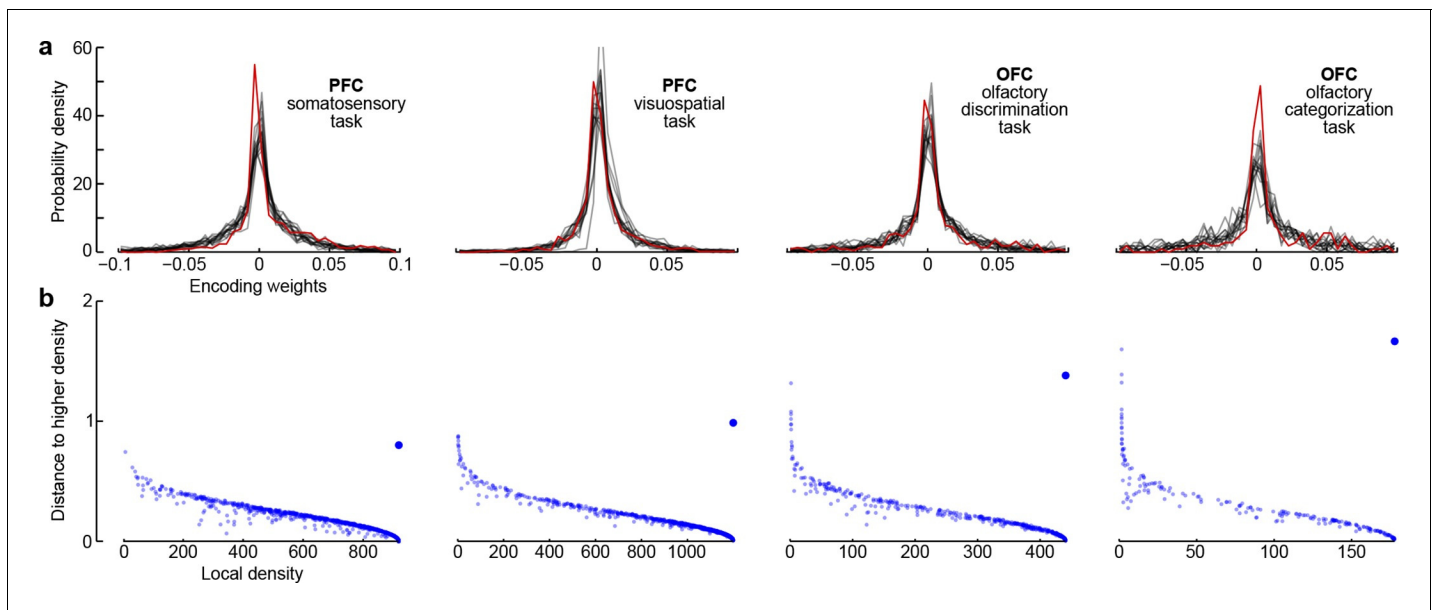 a
60
40
20
0
Probability density
PFC
somatosensory
task
−0.1
−0.05
0
0.05
0.1
Encoding weights
PFC
visuospatial
task
−0.05
0
0.05
OFC
olfactory
discrimination
task
−0.05
0
0.05
OFC
olfactory
categorization
task
−0.05
0
0.05
b
2
1
0
Distance to higher density
0
200
400
600
800
Local density
0
200
400
600
800
1000
0
100
200
300
400
0
50
100
150